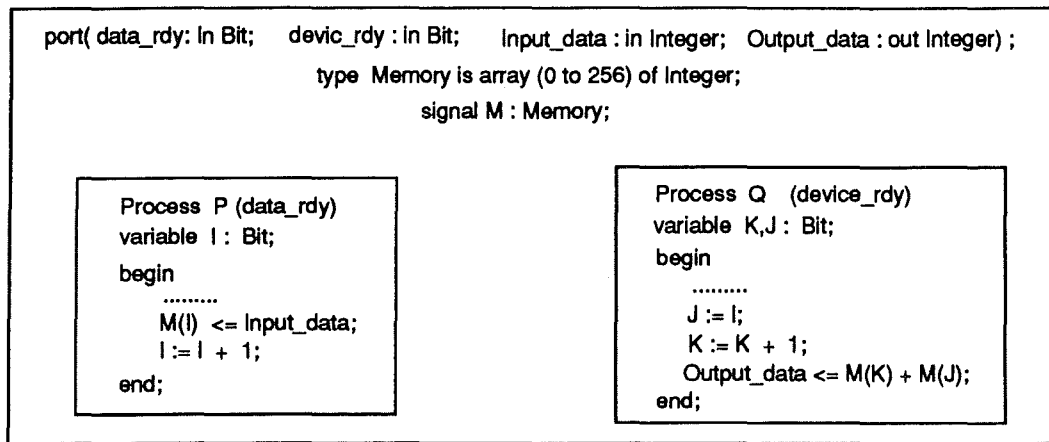 port( data_rdy: in Bit; devic_rdy : in Bit; Input_data : in Integer; Output_data : out Integer) ;
type Memory is array (0 to 256) of Integer;
signal M : Memory;
Process P (data_rdy)
variable I : Bit;
begin
.........
M(I) <= Input_data;
I := I + 1;
end;
Process Q (device_rdy)
variable K,J : Bit;
begin
.........
J := I;
K := K + 1;
Output_data <= M(K) + M(J);
end;